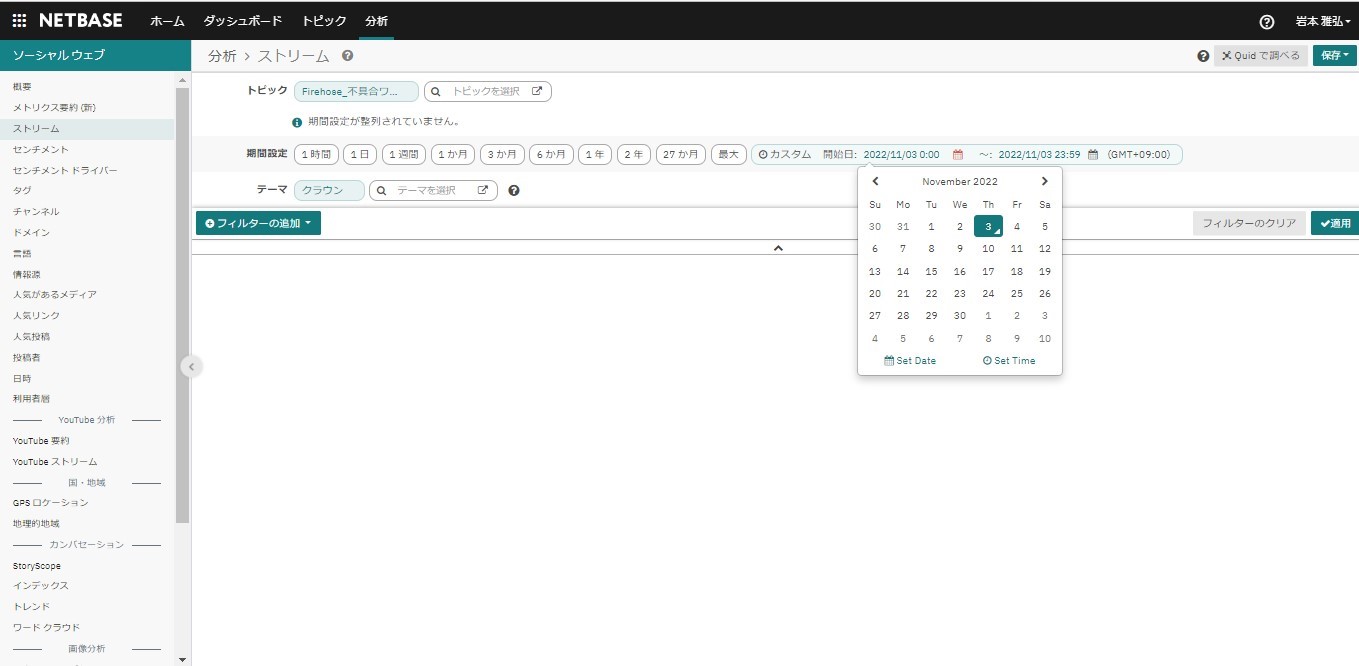 NETBASE ホーム ダッシュボード トピック 分析 岩本 雅弘
ソーシャル ウェブ
分析 > ストリーム
Quid で調べる 保存
概要
メトリクス要約 (新)
ストリーム
センチメント
センチメント ドライバー
タグ
チャンネル
ドメイン
言語
情報源
人気があるメディア
人気リンク
人気投稿
投稿者
日時
利用者層
YouTube 分析
YouTube 要約
YouTube ストリーム
国・地域
GPS ロケーション
地理的地域
カンバセーション
StoryScope
インデックス
トレンド
ワード クラウド
画像分析
トピック Firehose_不具合ワ... トピックを選択
期間設定が整列されていません。
期間設定 1 時間 1 日 1 週間 1 か月 3 か月 6 か月 1 年 2 年 27 か月 最大 カスタム 開始日: 2022/11/03 0:00 ～: 2022/11/03 23:59 (GMT+09:00)
テーマ クラウン テーマを選択
フィルターの追加 フィルターのクリア 適用
November 2022
Su Mo Tu We Th Fr Sa
30 31 1 2 3 4 5
6 7 8 9 10 11 12
13 14 15 16 17 18 19
20 21 22 23 24 25 26
27 28 29 30 1 2 3
4 5 6 7 8 9 10
Set Date Set Time